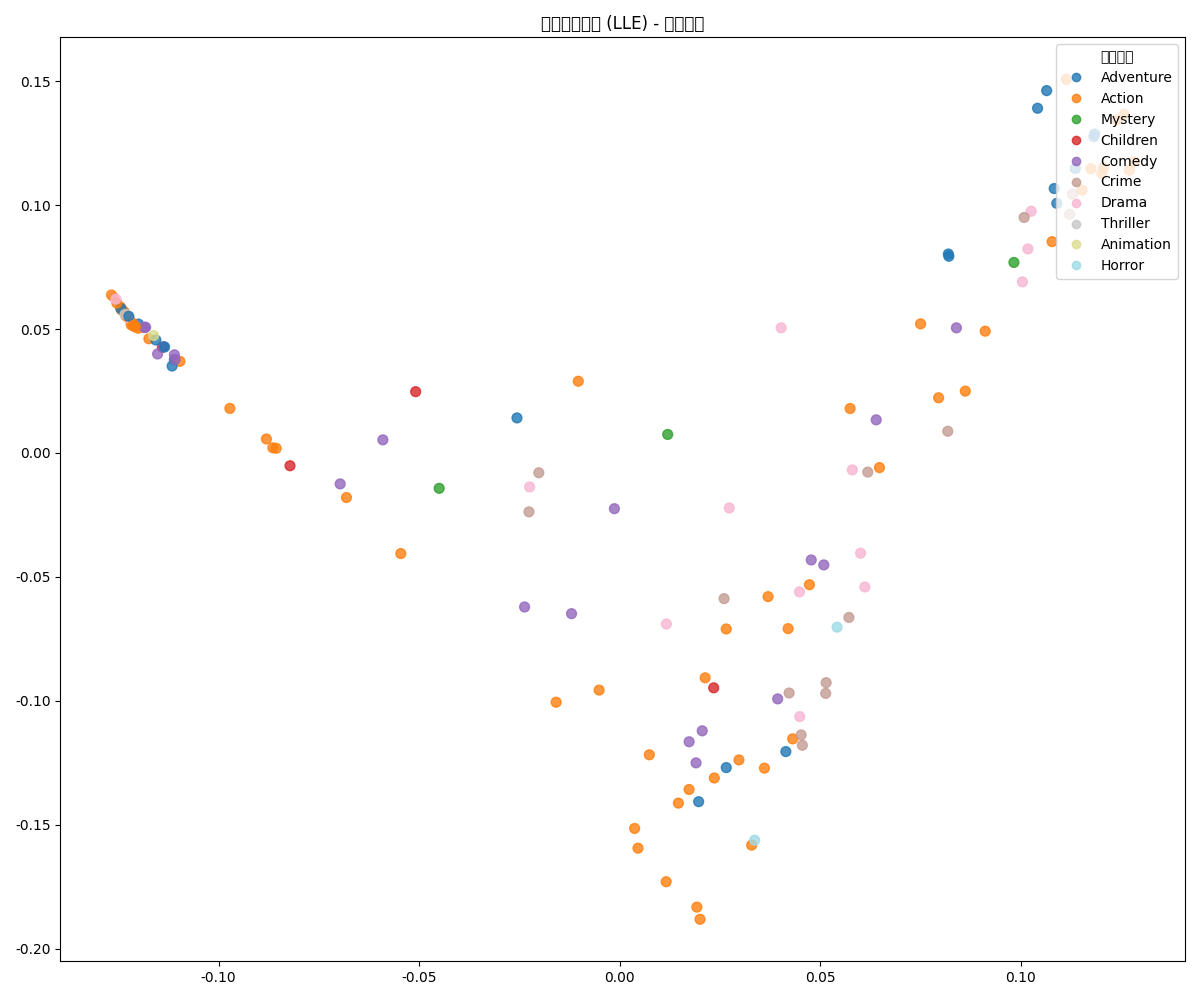 (LLE) -
0.15
0.10
0.05
0.00
-0.05
-0.10
-0.15
-0.20
-0.10
-0.05
0.00
0.05
0.10
Adventure
Action
Mystery
Children
Comedy
Crime
Drama
Thriller
Animation
Horror